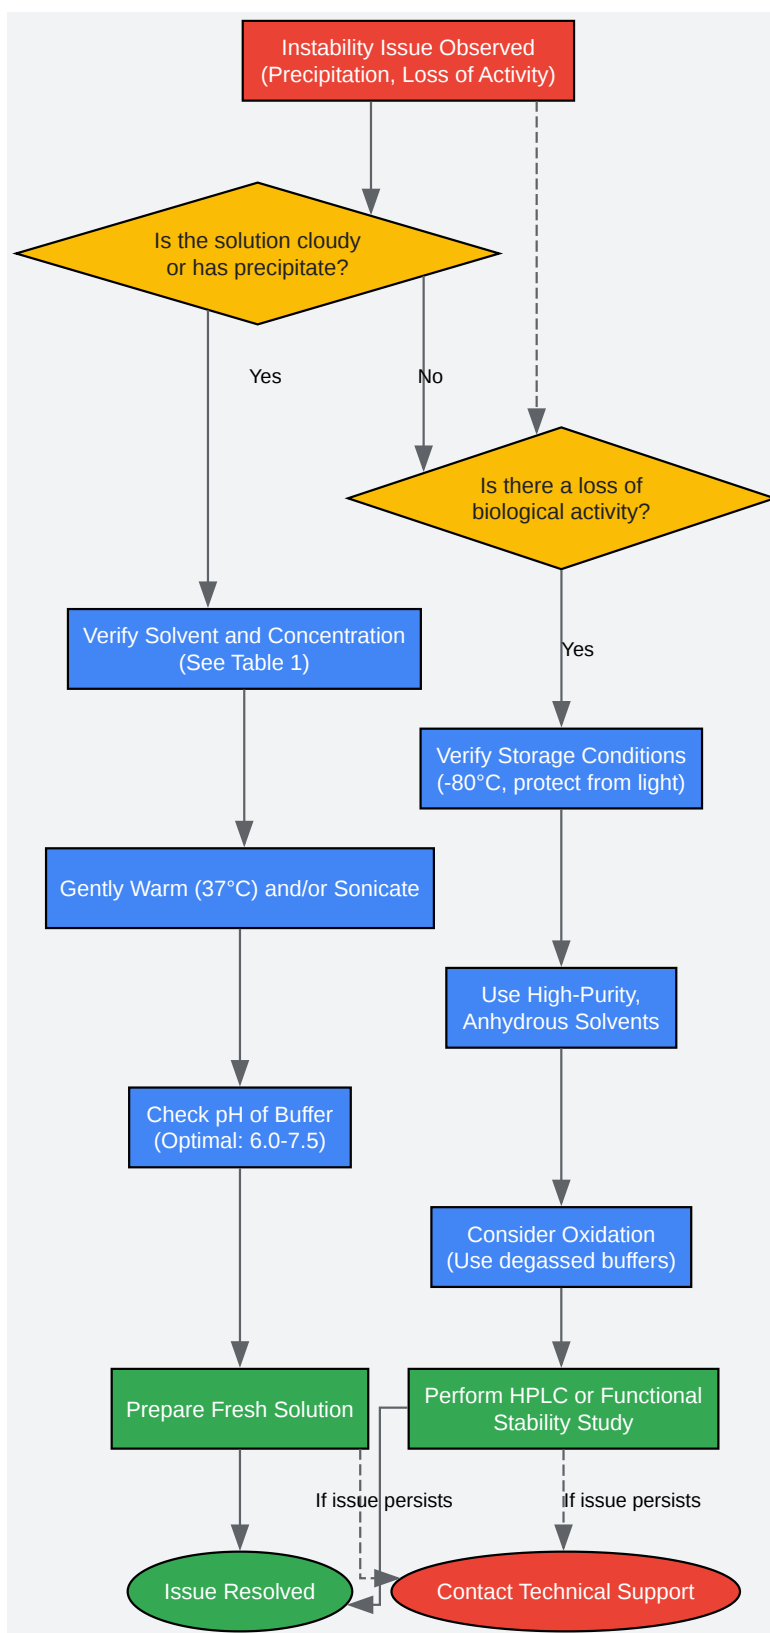 Instability Issue Observed
(Precipitation, Loss of Activity)
Is the solution cloudy
or has precipitate?
Yes
No
Is there a loss of
biological activity?
Verify Solvent and Concentration
(See Table 1)
Yes
Verify Storage Conditions
(-80°C, protect from light)
Gently Warm (37°C) and/or Sonicate
Use High-Purity,
Anhydrous Solvents
Check pH of Buffer
(Optimal: 6.0-7.5)
Consider Oxidation
(Use degassed buffers)
Prepare Fresh Solution
Perform HPLC or Functional
Stability Study
If issue persists
If issue persists
Issue Resolved
Contact Technical Support